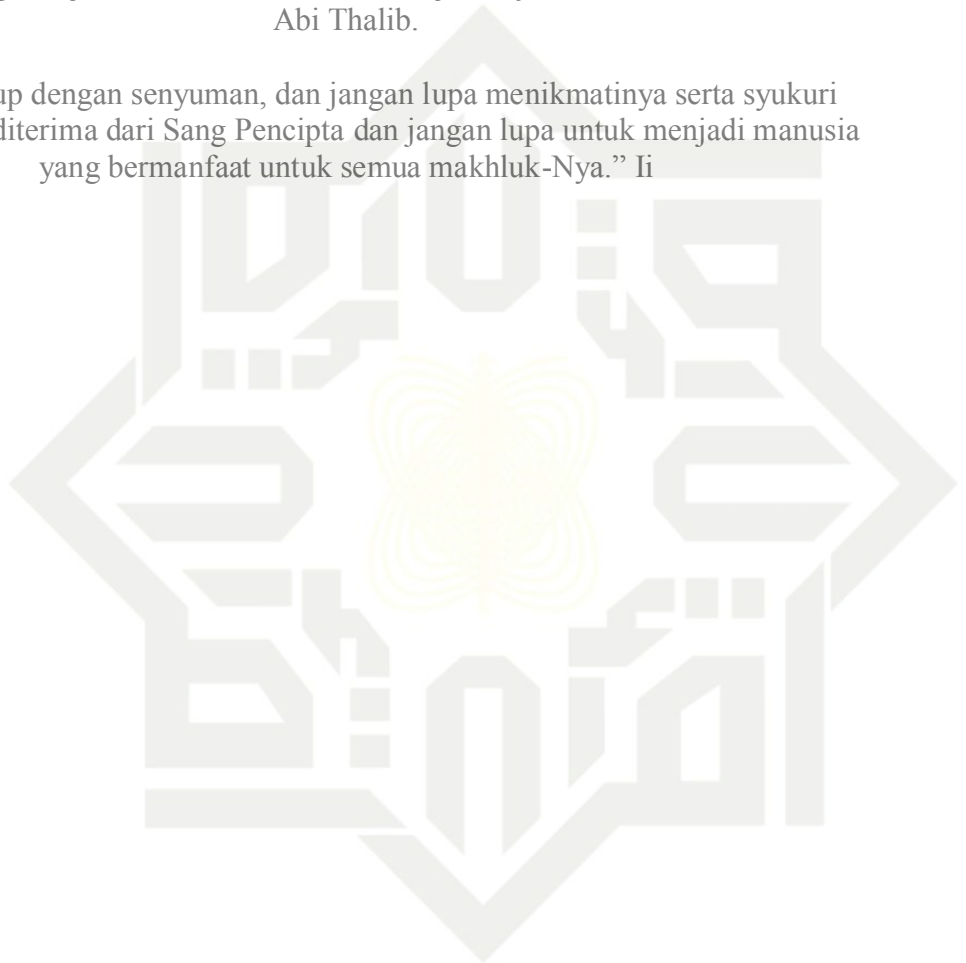 Abi Thalib.
dengan senyuman, dan jangan lupa menikmatinya serta syukuri
diterima dari Sang Pencipta dan jangan lupa untuk menjadi manusia
yang bermanfaat untuk semua makhluk-Nya.” Ii